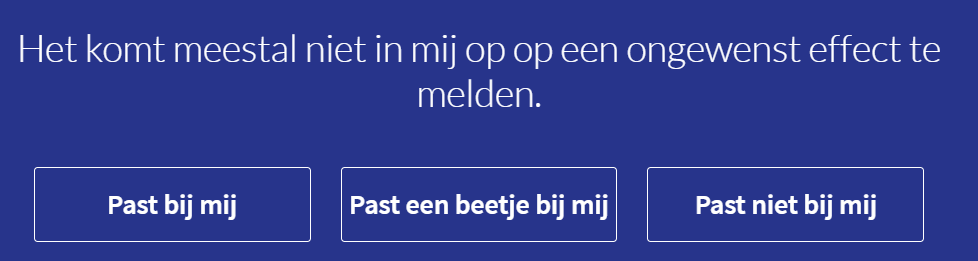 Het komt meestal niet in mij op op een ongewenst effect te
melden.
Past bij mij
Past een beetje bij mij
Past niet bij mij